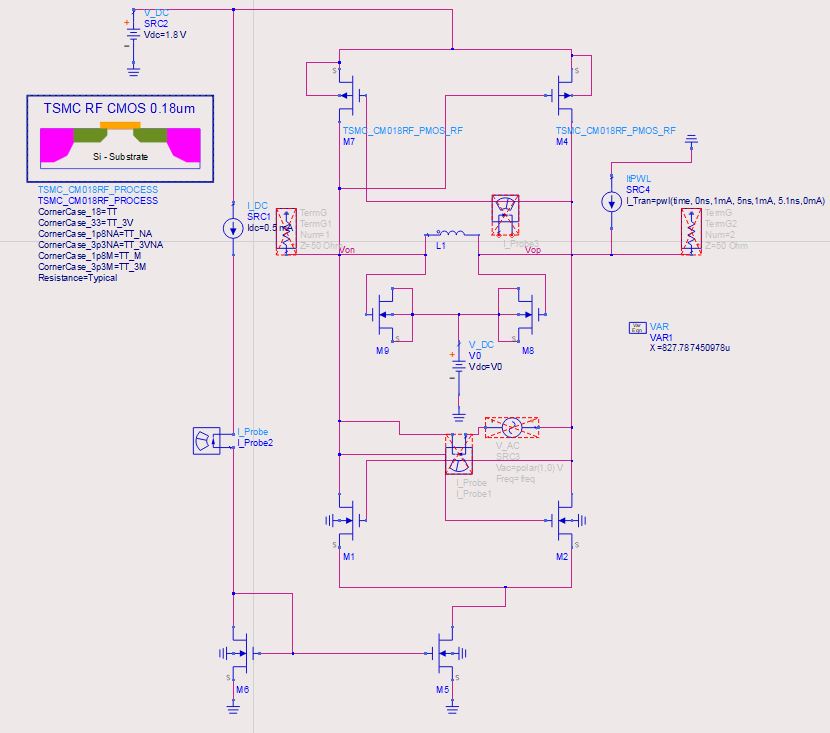 V_DC
SRC2
Vdc=1.8 V
TSMC RF CMOS 0.18um
Si - Substrate
TSMC_CM018RF_PROCESS
TSMC_CM018RF_PROCESS
CornerCase_18=TT
CornerCase_33=TT_3V
CornerCase_1p8NA=TT_NA
CornerCase_3p3NA=TT_3VNA
CornerCase_1p8M=TT_M
CornerCase_3p3M=TT_3M
Resistance=Typical
S
TSMC_CM018RF_PMOS_RF
M7
S
TSMC_CM018RF_PMOS_RF
M4
I_DC
SRC1
Idc=0.5 mA
TermG
TermG1
Num=1
Z=50 Ohm
Von
L1
I_Probe3
Vop
ItPWL
SRC4
I_Tran=pwl(time, 0ns,1mA, 5ns,1mA, 5.1ns,0mA)
TermG
TermG2
Num=2
Z=50 Ohm
S
M9
S
M8
V_DC
V0
Vdc=V0
Var
Eqn
VAR
VAR1
X=827.787450978u
I_Probe
I_Probe2
V_AC
SRC3
Vac=polar(1,0) V
Freq=freq
I_Probe
I_Probe1
S
M1
S
M2
S
M6
S
M5